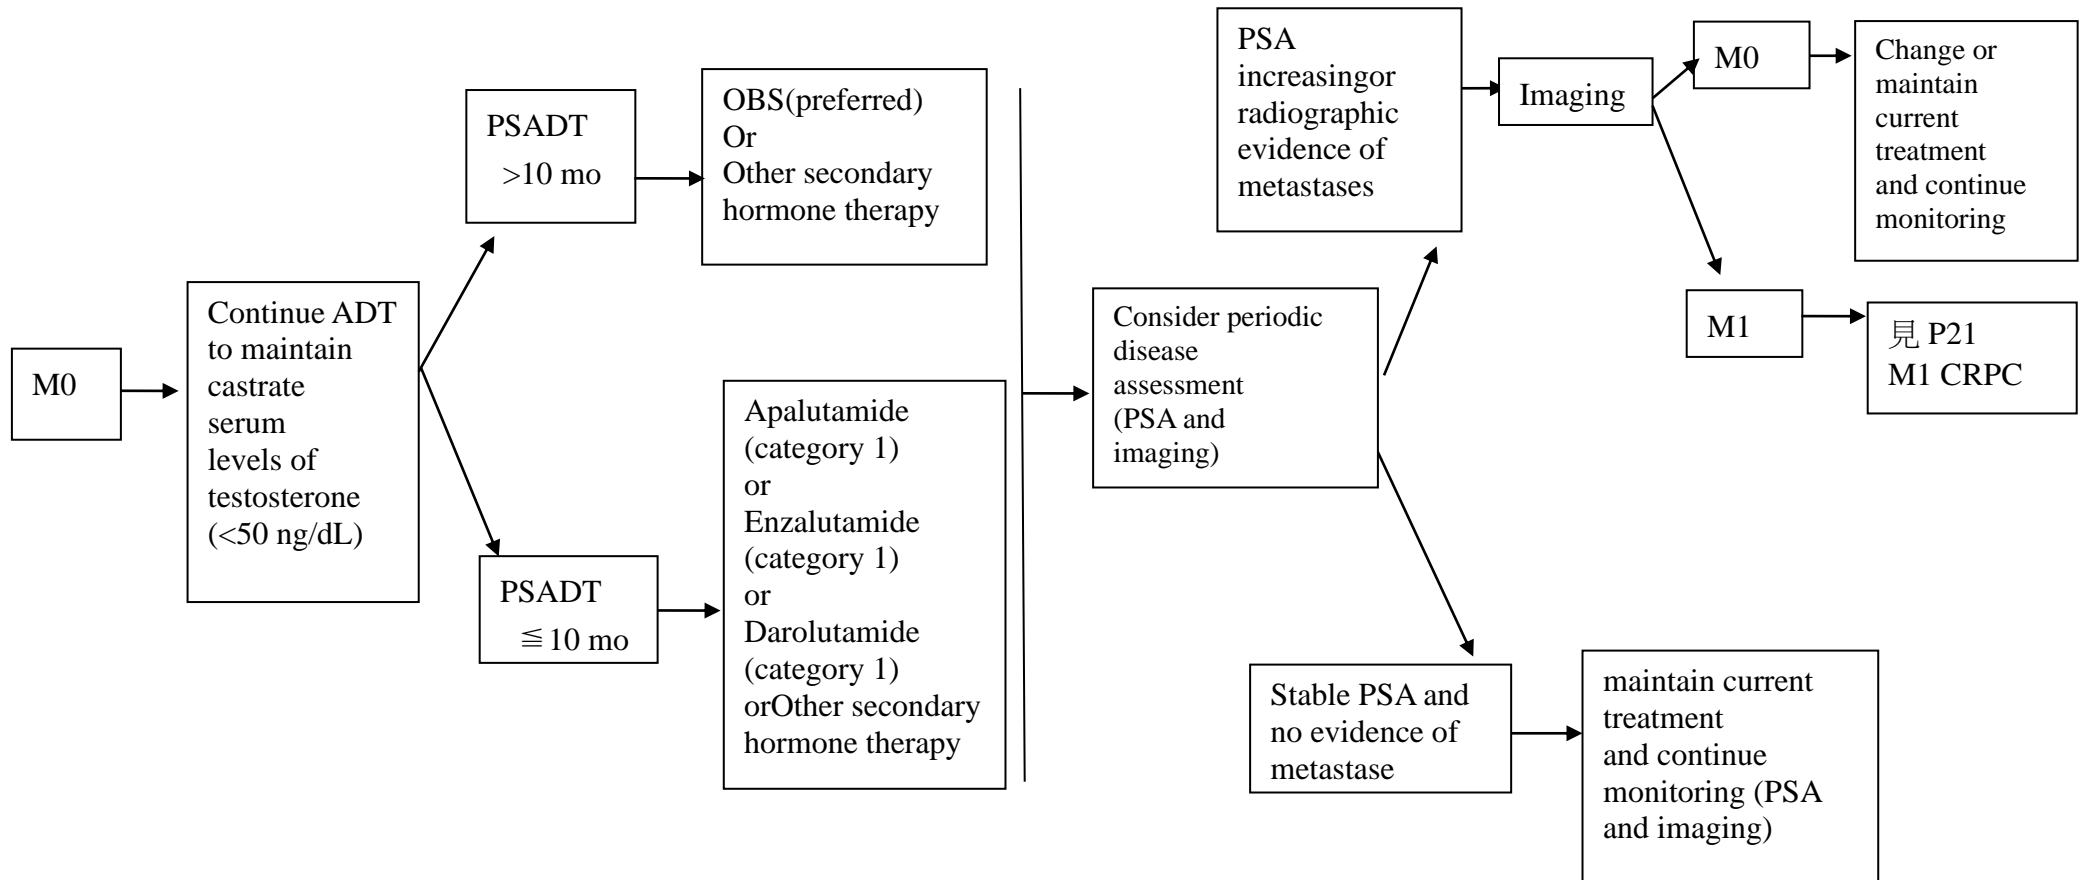 M0
Continue ADT
to maintain
castrate
serum
levels of
testosterone
(<50 ng/dL)
PSADT
>10 mo
OBS(preferred)
Or
Other secondary
hormone therapy
PSADT
≦10 mo
Apalutamide
(category 1)
or
Enzalutamide
(category 1)
or
Darolutamide
(category 1)
orOther secondary
hormone therapy
Consider periodic
disease
assessment
(PSA and
imaging)
PSA
increasingor
radiographic
evidence of
metastases
Imaging
M0
Change or
maintain
current
treatment
and continue
monitoring
M1
見 P21
M1 CRPC
Stable PSA and
no evidence of
metastase
maintain current
treatment
and continue
monitoring (PSA
and imaging)